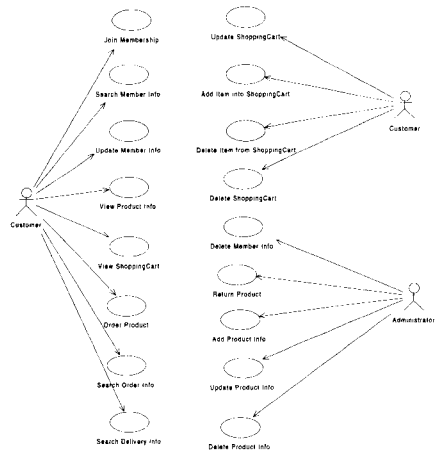 Join Membership
Search Member Info
Update Member Info
View Product Info
Customer
View ShoppingCart
Order Product
Search Order Info
Search Delivery Info
Update ShoppingCart
Add Item into ShoppingCart
Customer
Delete Item from ShoppingCart
Delete ShoppingCart
Delete Member Info
Return Product
Administrator
Add Product Info
Update Product Info
Delete Product Info